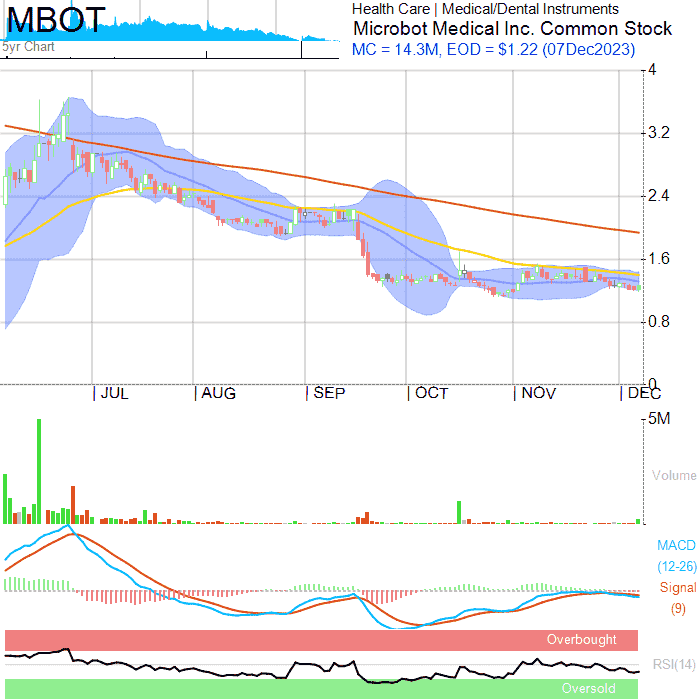 MBOT
5yr Chart
Health Care | Medical/Dental Instruments
Microbot Medical Inc. Common Stock
MC = 14.3M, EOD = $1.22 (07Dec2023)
4
3.2
2.4
1.6
0.8
0
JUL AUG SEP OCT NOV DEC
5M
Volume
MACD
(12-26)
Signal
(9)
Overbought
RSI(14)
Oversold